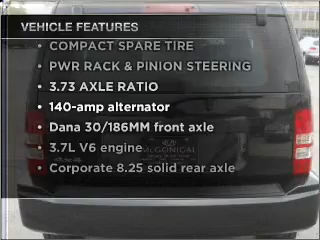 VEHICLE FEATURES
• COMPACT SPARE TIRE
• PWR RACK & PINION STEERING
• 3.73 AXLE RATIO
• 140-amp alternator
• Dana 30/186MM front axle
• 3.7L V6 engine
McGONIGAL
• Corporate 8.25 solid rear axle